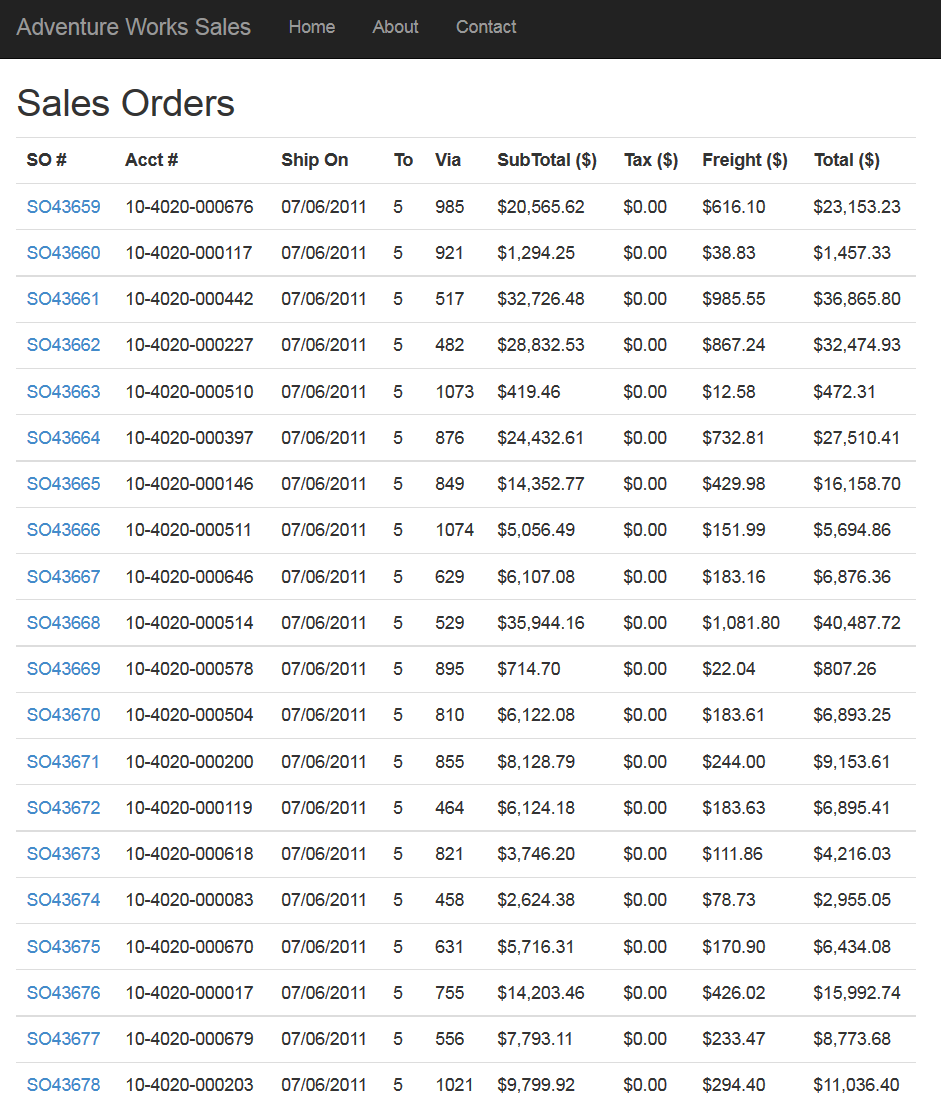 Adventure Works Sales Home About Contact
Sales Orders
SO # Acct # Ship On To Via SubTotal ($) Tax ($) Freight ($) Total ($)
SO43659 10-4020-000676 07/06/2011 5 985 $20,565.62 $0.00 $616.10 $23,153.23
SO43660 10-4020-000117 07/06/2011 5 921 $1,294.25 $0.00 $38.83 $1,457.33
SO43661 10-4020-000442 07/06/2011 5 517 $32,726.48 $0.00 $985.55 $36,865.80
SO43662 10-4020-000227 07/06/2011 5 482 $28,832.53 $0.00 $867.24 $32,474.93
SO43663 10-4020-000510 07/06/2011 5 1073 $419.46 $0.00 $12.58 $472.31
SO43664 10-4020-000397 07/06/2011 5 876 $24,432.61 $0.00 $732.81 $27,510.41
SO43665 10-4020-000146 07/06/2011 5 849 $14,352.77 $0.00 $429.98 $16,158.70
SO43666 10-4020-000511 07/06/2011 5 1074 $5,056.49 $0.00 $151.99 $5,694.86
SO43667 10-4020-000646 07/06/2011 5 629 $6,107.08 $0.00 $183.16 $6,876.36
SO43668 10-4020-000514 07/06/2011 5 529 $35,944.16 $0.00 $1,081.80 $40,487.72
SO43669 10-4020-000578 07/06/2011 5 895 $714.70 $0.00 $22.04 $807.26
SO43670 10-4020-000504 07/06/2011 5 810 $6,122.08 $0.00 $183.61 $6,893.25
SO43671 10-4020-000200 07/06/2011 5 855 $8,128.79 $0.00 $244.00 $9,153.61
SO43672 10-4020-000119 07/06/2011 5 464 $6,124.18 $0.00 $183.63 $6,895.41
SO43673 10-4020-000618 07/06/2011 5 821 $3,746.20 $0.00 $111.86 $4,216.03
SO43674 10-4020-000083 07/06/2011 5 458 $2,624.38 $0.00 $78.73 $2,955.05
SO43675 10-4020-000670 07/06/2011 5 631 $5,716.31 $0.00 $170.90 $6,434.08
SO43676 10-4020-000017 07/06/2011 5 755 $14,203.46 $0.00 $426.02 $15,992.74
SO43677 10-4020-000679 07/06/2011 5 556 $7,793.11 $0.00 $233.47 $8,773.68
SO43678 10-4020-000203 07/06/2011 5 1021 $9,799.92 $0.00 $294.40 $11,036.40